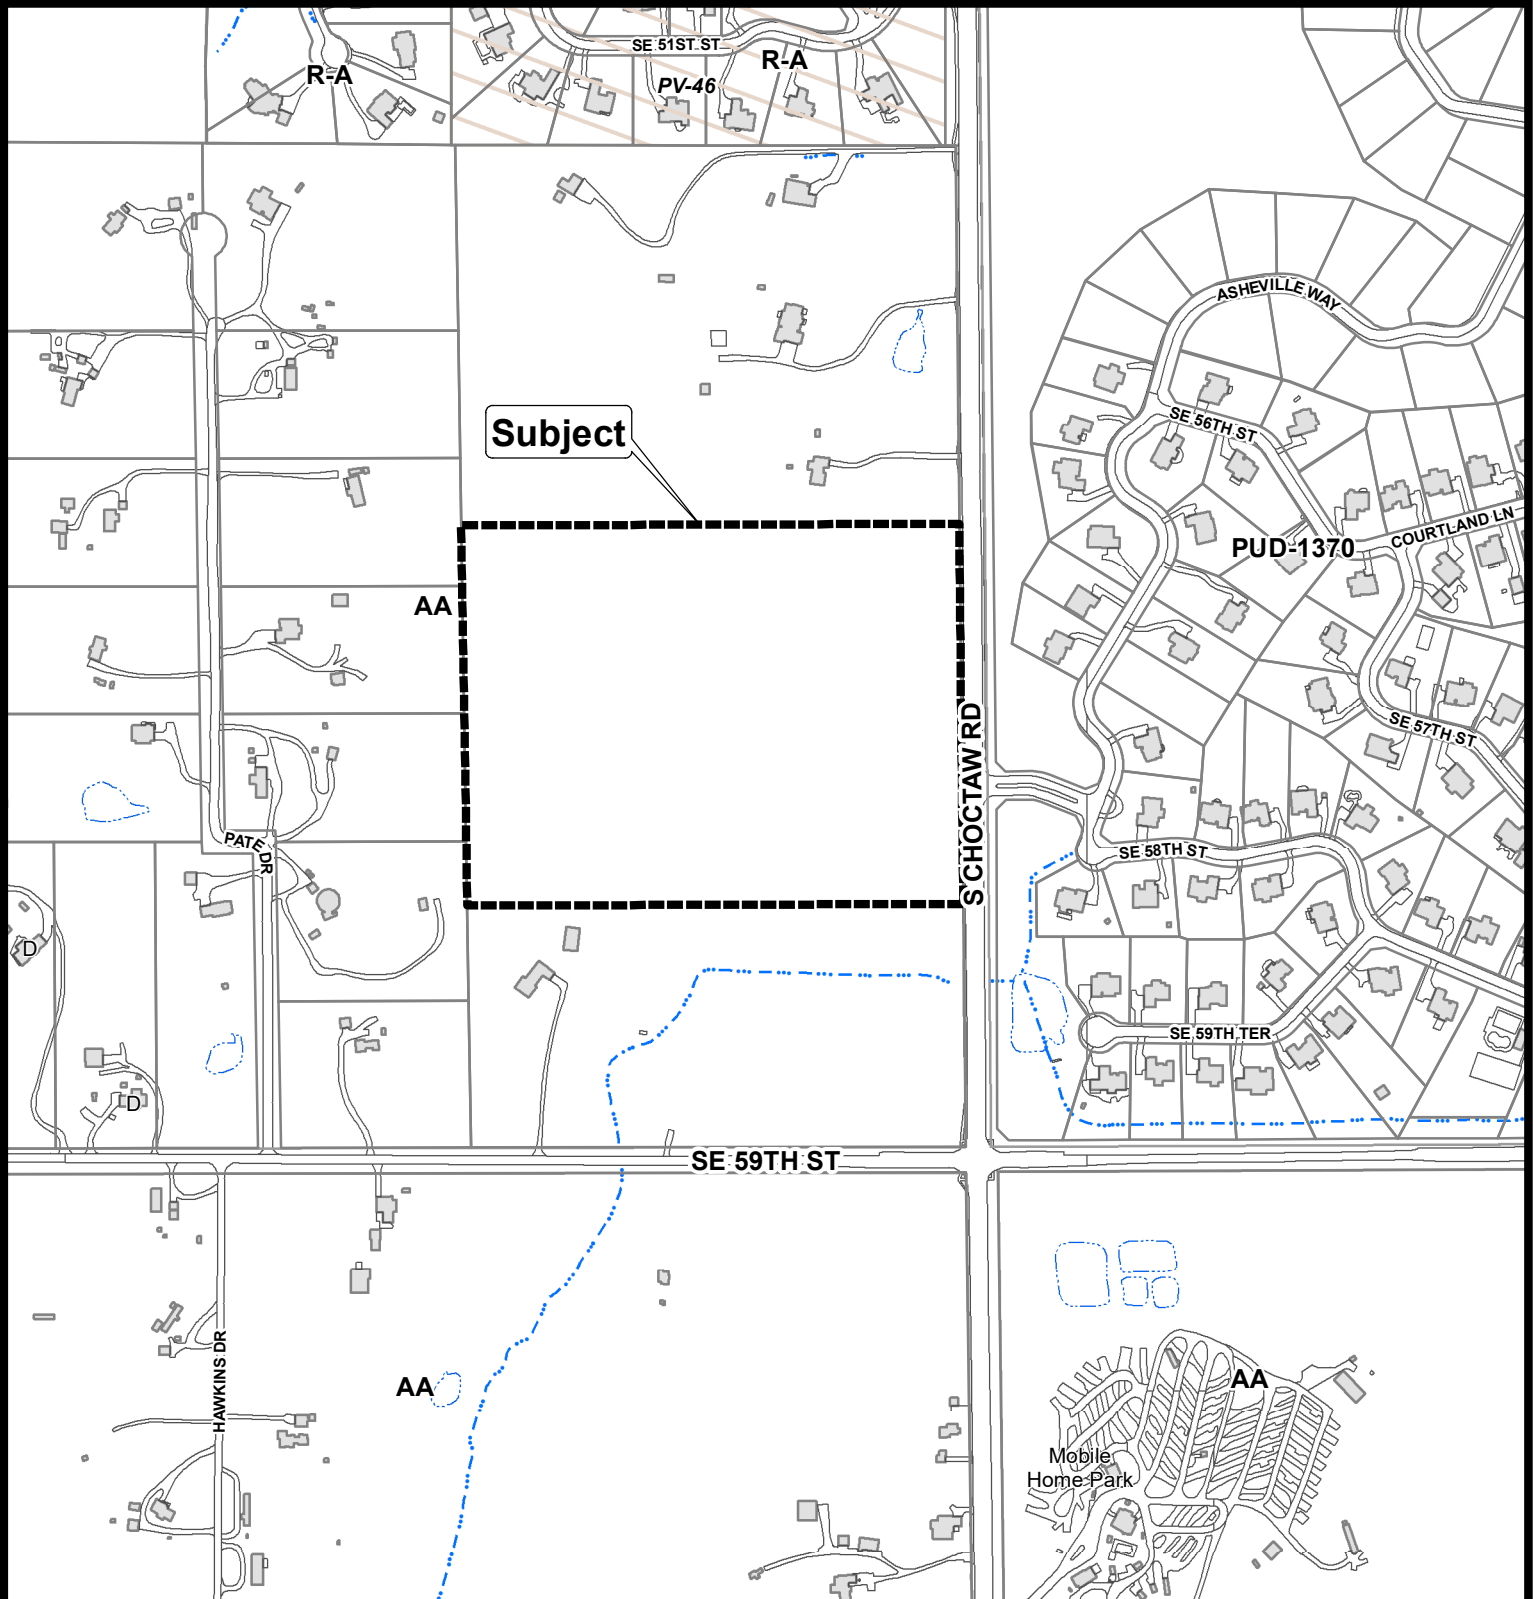 SE 51ST ST
R-A
R-A
PV-46
ASHEVILLE WAY
SE 56TH ST
Subject
COURTLAND LN
PUD-1370
AA
SE 57TH ST
S CHOCTAW RD
PATE DR
SE 58TH ST
D
SE 59TH TER
D
SE 59TH ST
HAWKINS DR
AA
AA
Mobile
Home Park